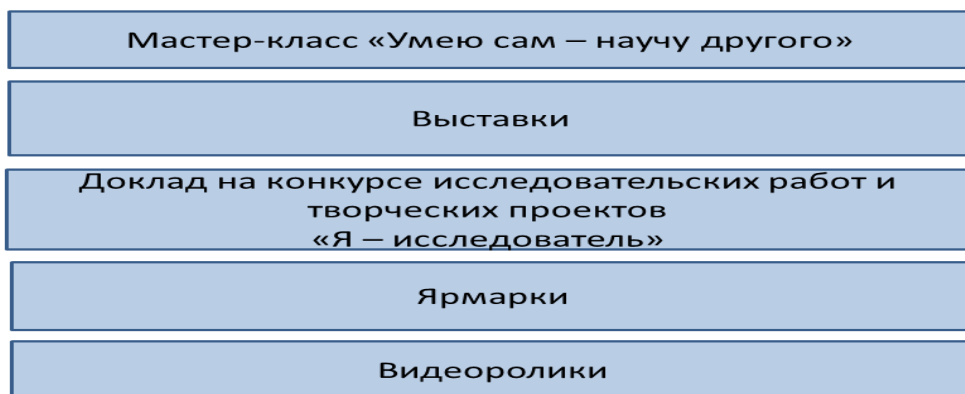 Мастер-класс «Умею сам – научу другого»
Выставки
Доклад на конкурсе исследовательских работ и
творческих проектов
«Я – исследователь»
Ярмарки
Видеоролики